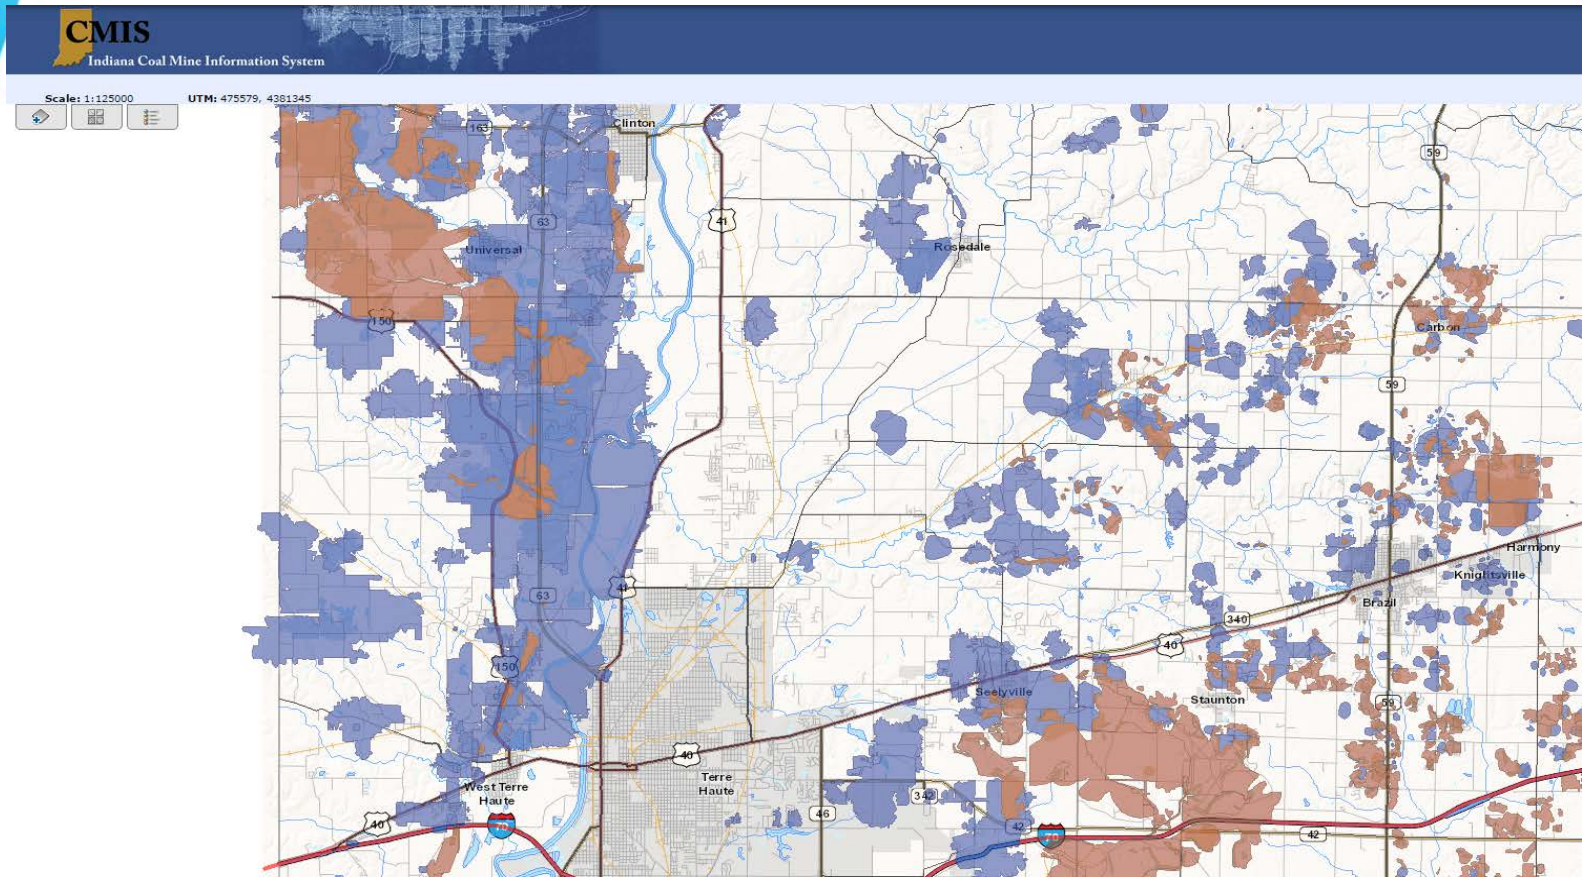 CMIS
Indiana Coal Mine Information System
Scale: 1:125000 UTM: 475579, 4381345
Clinton
163
59
63
41
Universal
Rosedale
150
Carbon
59
Harmony
Knightsville
Brazil
41
63
340
40
150
Seelyville
Staunton
59
40
Terre
Haute
West Terre
Haute
342
46
40
70
42
70
42